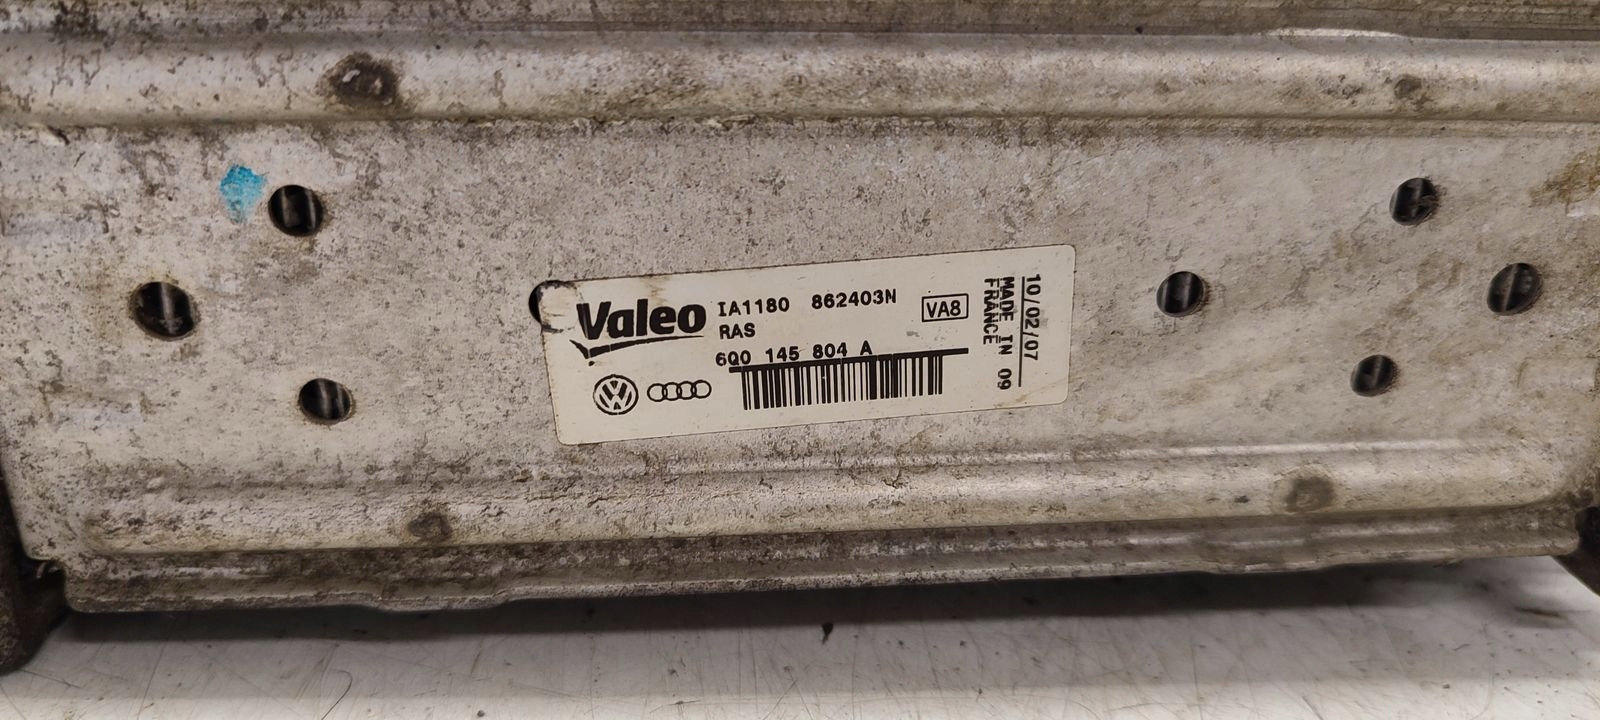 Valeo
IA1180 862403N
RAS
6Q0 145 804 A
VA8
10/02/07
MADE IN 09
FRANCE